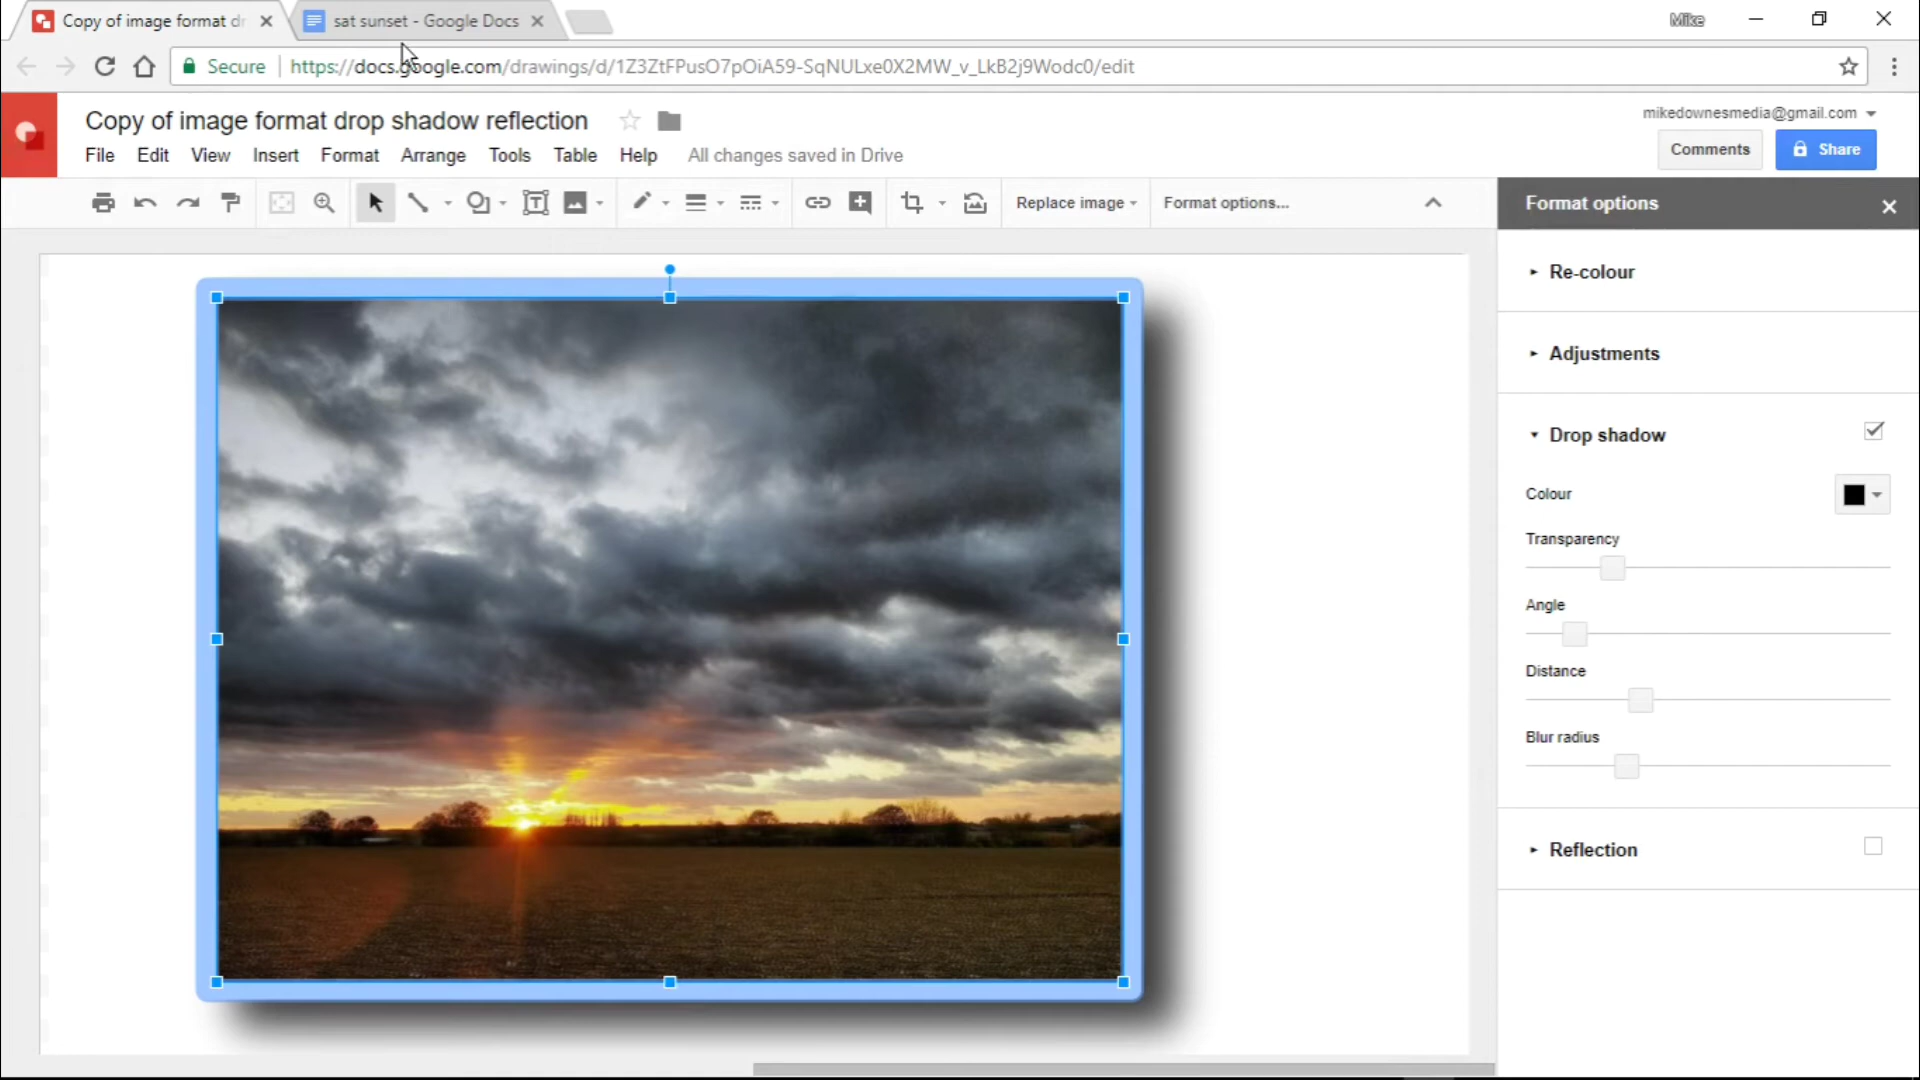 Copy of image format dr
sat sunset - Google Docs
Mike
Secure
https://docs.google.com/drawings/d/1Z3ZtFPusO7pOiA59-SqNULxe0X2MW_v_LkB2j9Wodc0/edit
Copy of image format drop shadow reflection
mikedownesmedia@gmail.com
File Edit View Insert Format Arrange Tools Table Help All changes saved in Drive
Comments
Share
Replace image
Format options...
Format options
Re-colour
Adjustments
Drop shadow
Colour
Transparency
Angle
Distance
Blur radius
Reflection